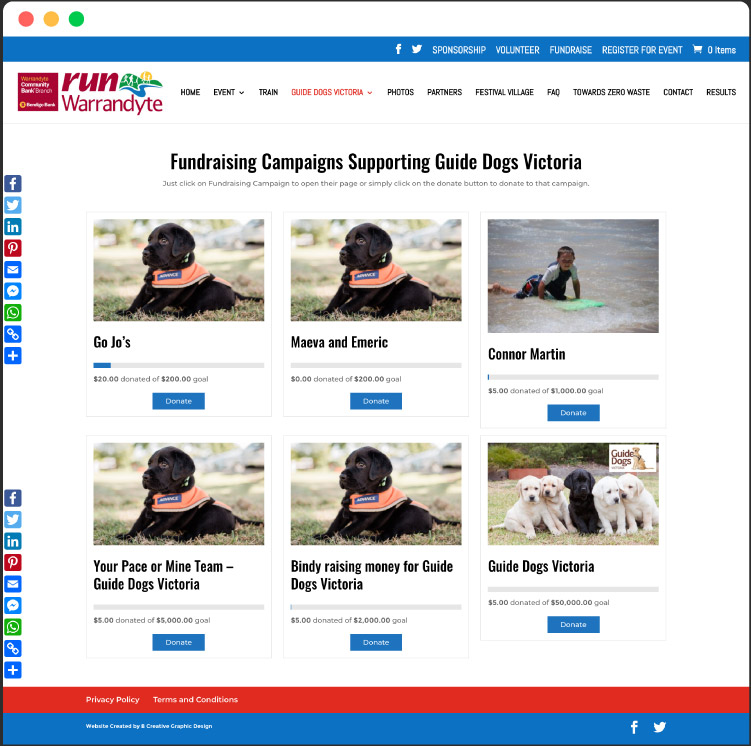 SPONSORSHIP VOLUNTEER FUNDRAISE REGISTER FOR EVENT 0 Items
Warrandyte
Community
Bank Branch
Bendigo Bank
run
Warrandyte
HOME EVENT TRAIN GUIDE DOGS VICTORIA PHOTOS PARTNERS FESTIVAL VILLAGE FAQ TOWARDS ZERO WASTE CONTACT RESULTS
Fundraising Campaigns Supporting Guide Dogs Victoria
Just click on Fundraising Campaign to open their page or simply click on the donate button to donate to that campaign.
ADVANCE
Go Jo's
$20.00 donated of $200.00 goal
Donate
ADVANCE
Maeva and Emeric
$0.00 donated of $200.00 goal
Donate
Connor Martin
$5.00 donated of $1,000.00 goal
Donate
ADVANCE
Your Pace or Mine Team –
Guide Dogs Victoria
$5.00 donated of $5,000.00 goal
Donate
ADVANCE
Bindy raising money for Guide
Dogs Victoria
$5.00 donated of $2,000.00 goal
Donate
Guide
Dogs
VICTORIA
Guide Dogs Victoria
$5.00 donated of $50,000.00 goal
Donate
Privacy Policy Terms and Conditions
Website Created by B Creative Graphic Design